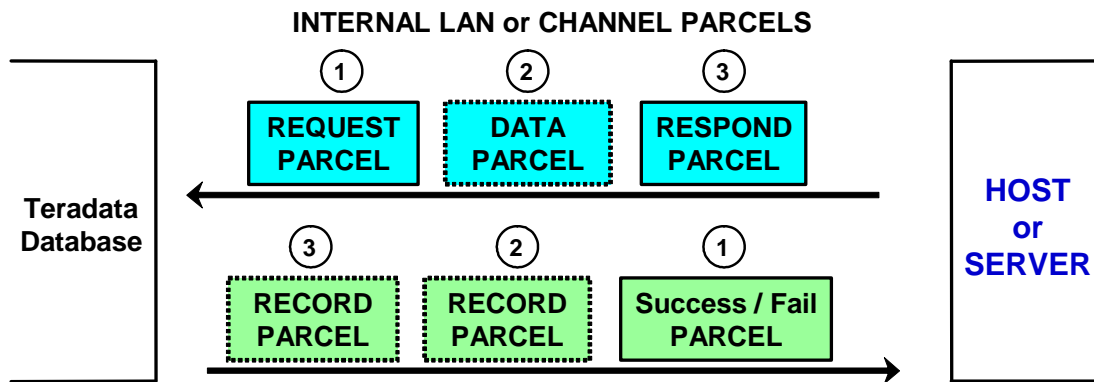 INTERNAL LAN or CHANNEL PARCELS
1
2
3
REQUEST
PARCEL
DATA
PARCEL
RESPOND
PARCEL
Teradata
Database
HOST
or
SERVER
3
2
1
RECORD
PARCEL
RECORD
PARCEL
Success / Fail
PARCEL